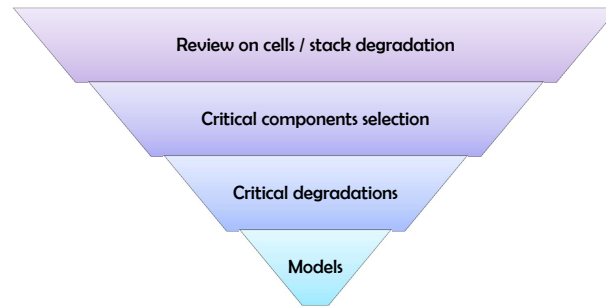 Review on cells / stack degradation
Critical components selection
Critical degradations
Models